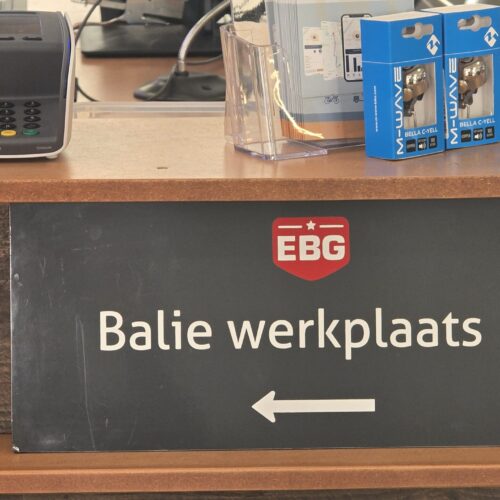 M-WAVE
BELLA C-YELL
M-WAVE
BELLA C-YELL
EBG
Balie werkplaats